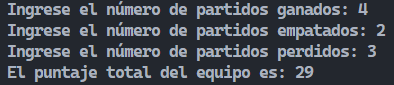 Ingrese el número de partidos ganados: 4
Ingrese el número de partidos empatados: 2
Ingrese el número de partidos perdidos: 3
El puntaje total del equipo es: 29